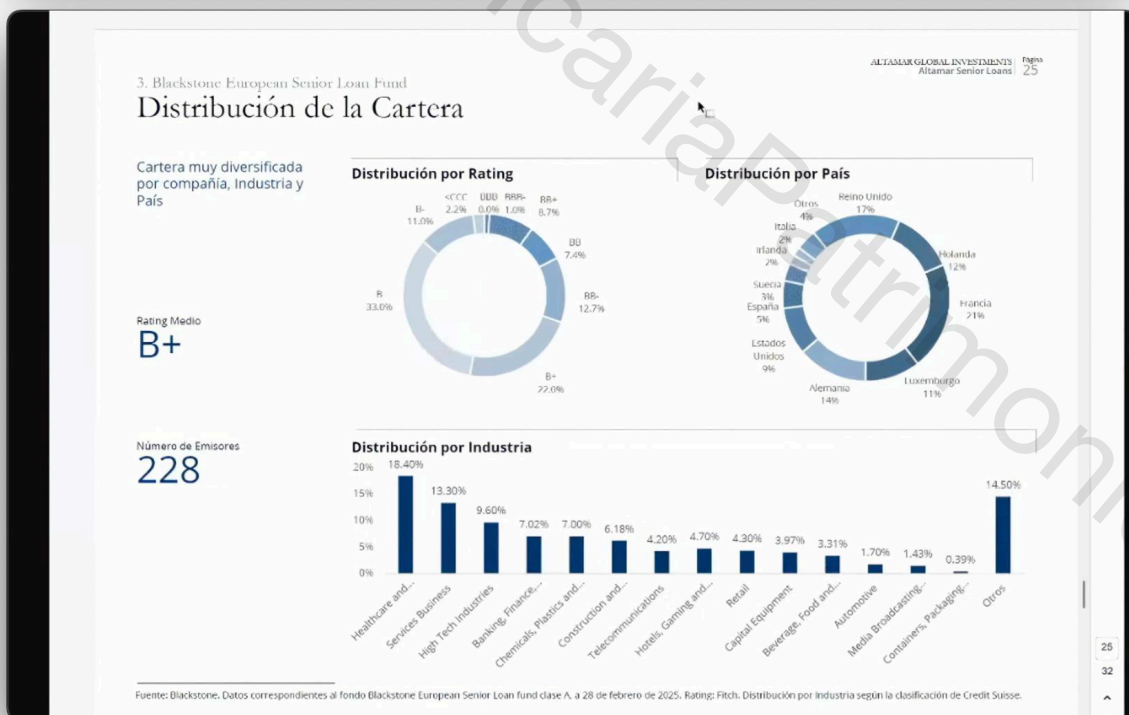 ALTAMAR GLOBAL INVESTMENTS
Altamar Senior Loans
Página
25
3. Blackstone European Senior Loan Fund
Distribución de la Cartera
Cartera muy diversificada
por compañía, Industria y
País
Rating Medio
B+
Número de Emisores
228
Distribución por Rating
<CCC
2.2%
0.0%
BBB-
1.0%
BB+
8.7%
BB
7.4%
BB-
12.7%
B+
22.0%
B
33.0%
B-
11.0%
Distribución por País
Reino Unido
17%
Holanda
12%
Francia
21%
Luxemburgo
11%
Alemania
14%
Estados
Unidos
9%
España
5%
Suecia
3%
Irlanda
2%
Italia
2%
Otros
4%
Distribución por Industria
20%
15%
10%
5%
0%
18.40%
13.30%
9.60%
7.02%
7.00%
6.18%
4.20%
4.70%
4.30%
3.97%
3.31%
1.70%
1.43%
0.39%
14.50%
Healthcare and...
Services Business
High Tech Industries
Banking, Finance,...
Chemicals, Plastics and...
Construction and...
Telecommunications
Hotels, Gaming and...
Retail
Capital Equipment
Beverage, Food and...
Automotive
Media Broadcasting...
Containers, Packaging...
Otros
Fuente: Blackstone. Datos correspondientes al fondo Blackstone European Senior Loan fund clase A, a 28 de febrero de 2025. Rating: Fitch. Distribución por Industria según la clasificación de Credit Suisse.
25
32
icariaPatrimoni